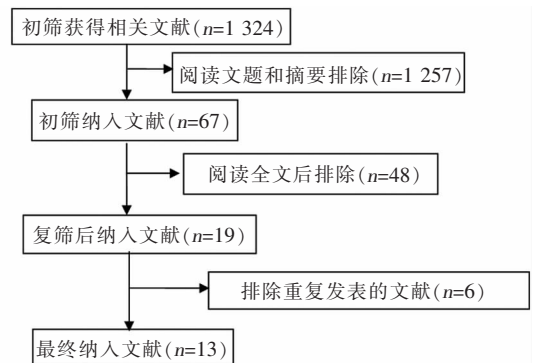 初筛获得相关文献(n=1 324)
阅读文题和摘要排除(n=1 257)
初筛纳入文献(n=67)
阅读全文后排除(n=48)
复筛后纳入文献(n=19)
排除重复发表的文献(n=6)
最终纳入文献(n=13)